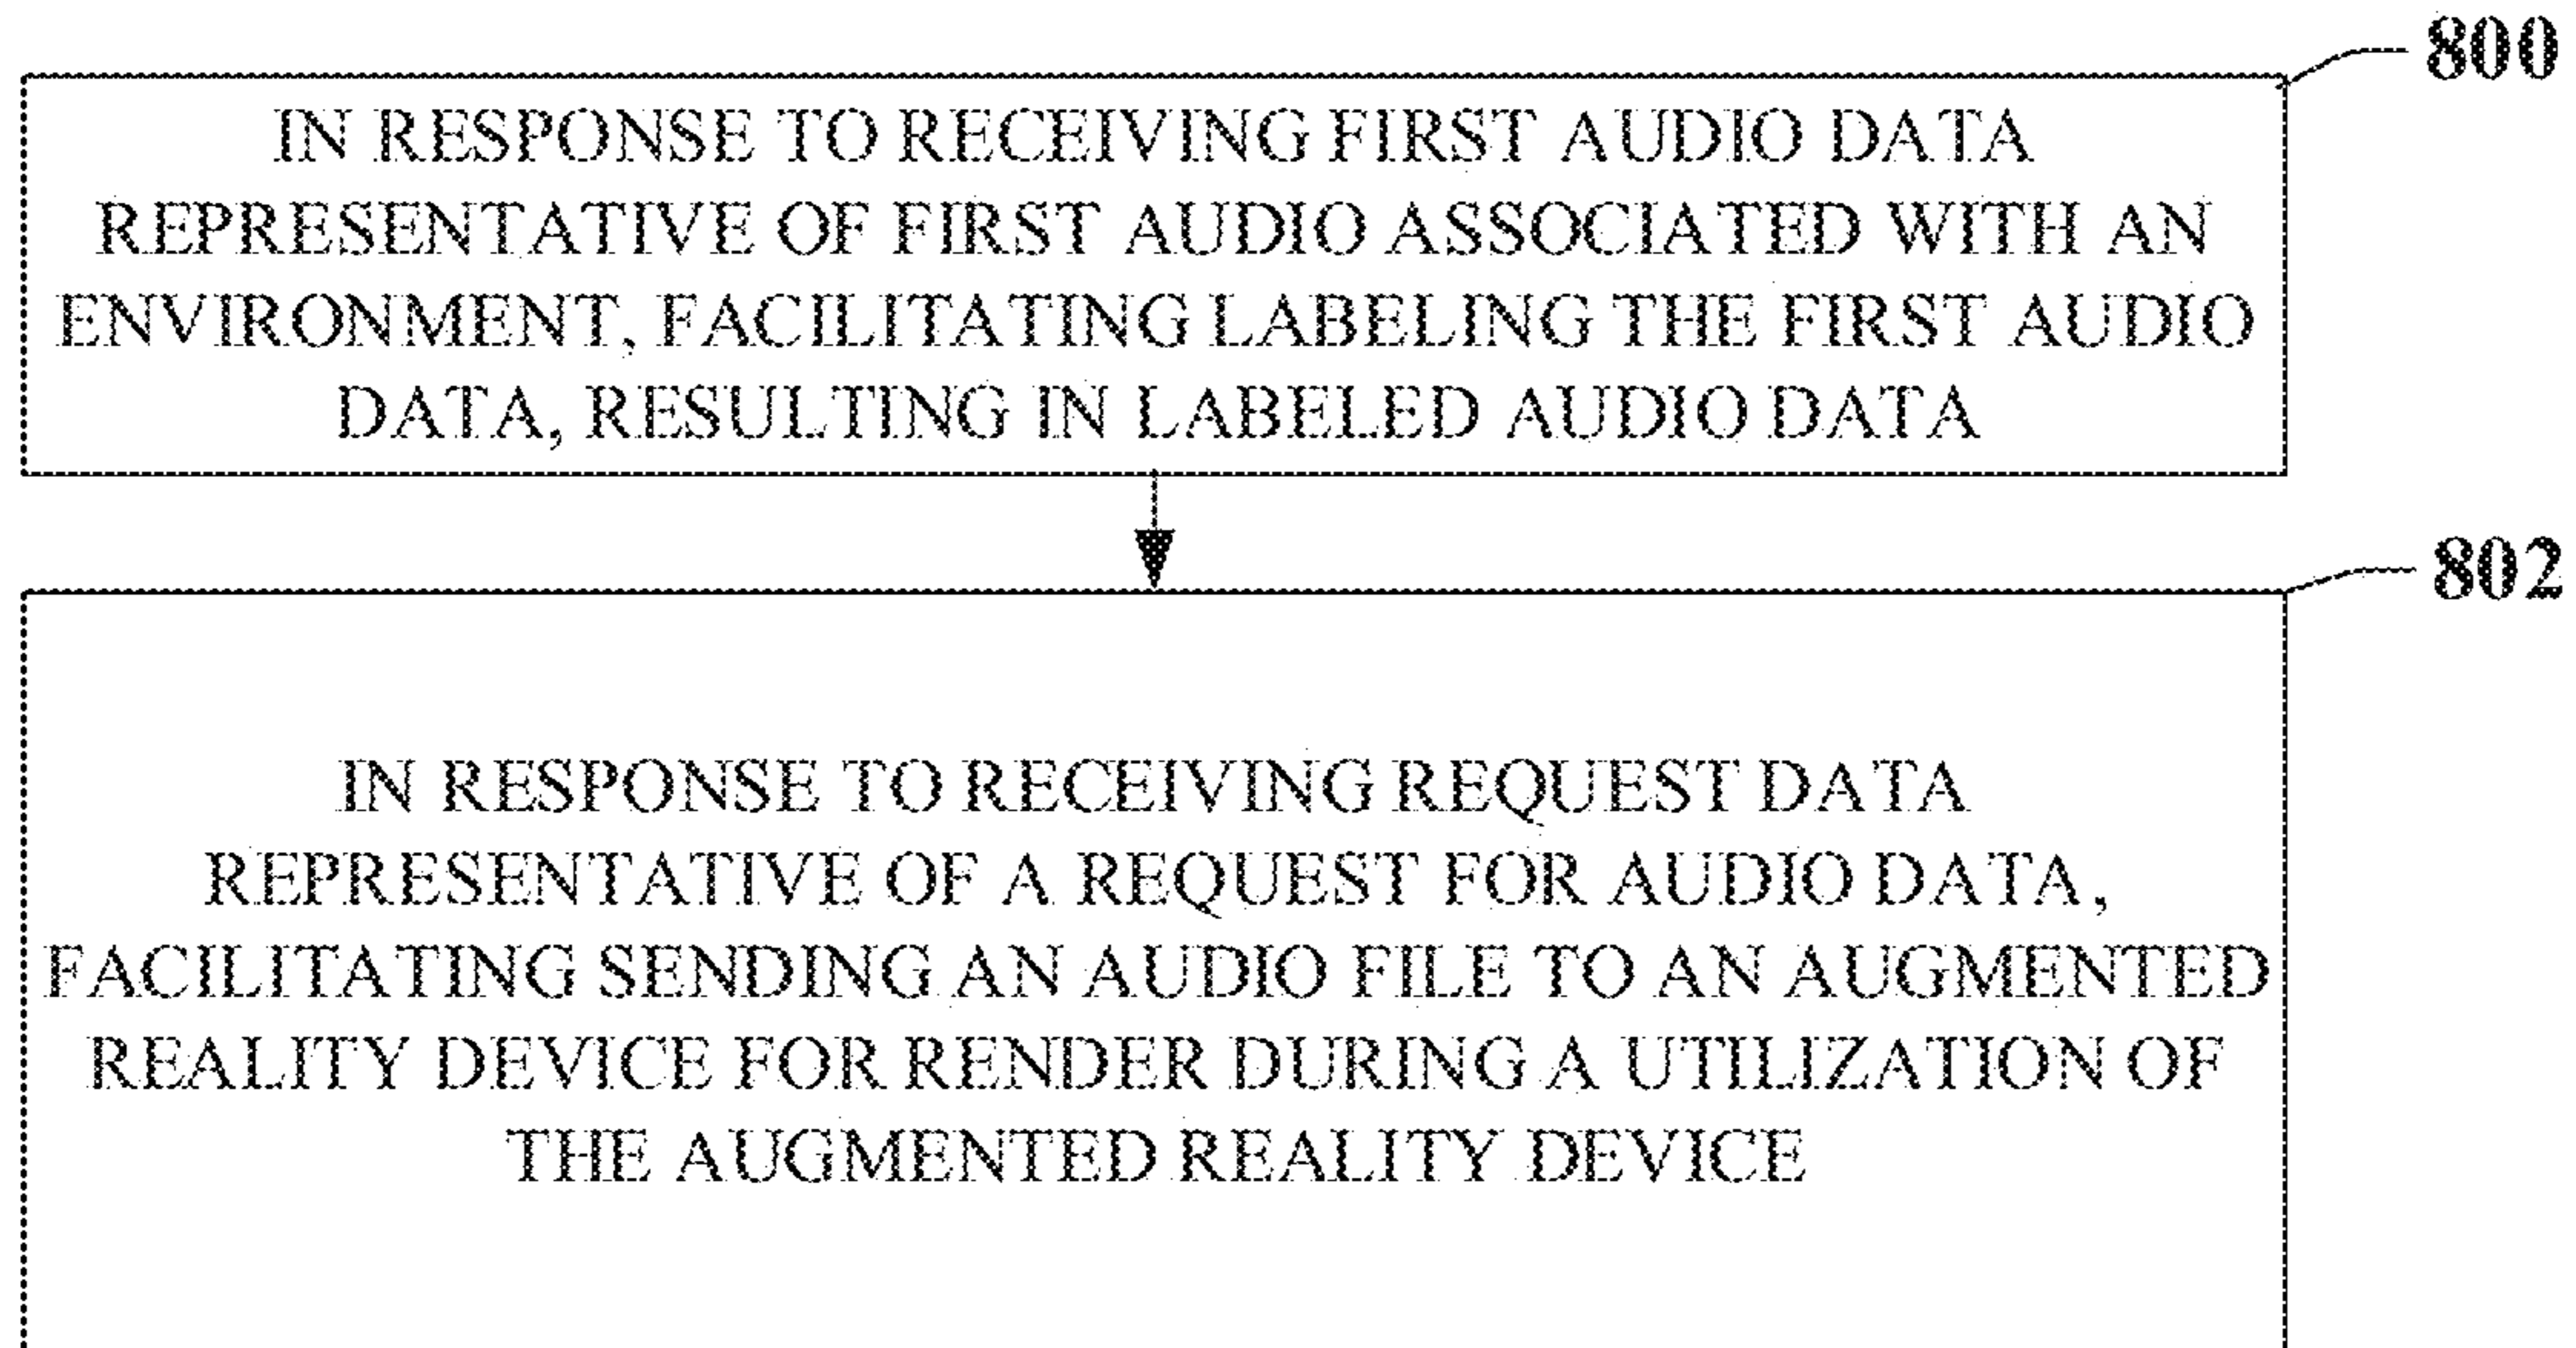 800
IN RESPONSE TO RECEIVING FIRST AUDIO DATA
REPRESENTATIVE OF FIRST AUDIO ASSOCIATED WITH AN
ENVIRONMENT, FACILITATING LABELING THE FIRST AUDIO
DATA, RESULTING IN LABELED AUDIO DATA
802
IN RESPONSE TO RECEIVING REQUEST DATA
REPRESENTATIVE OF A REQUEST FOR AUDIO DATA,
FACILITATING SENDING AN AUDIO FILE TO AN AUGMENTED
REALITY DEVICE FOR RENDER DURING A UTILIZATION OF
THE AUGMENTED REALITY DEVICE